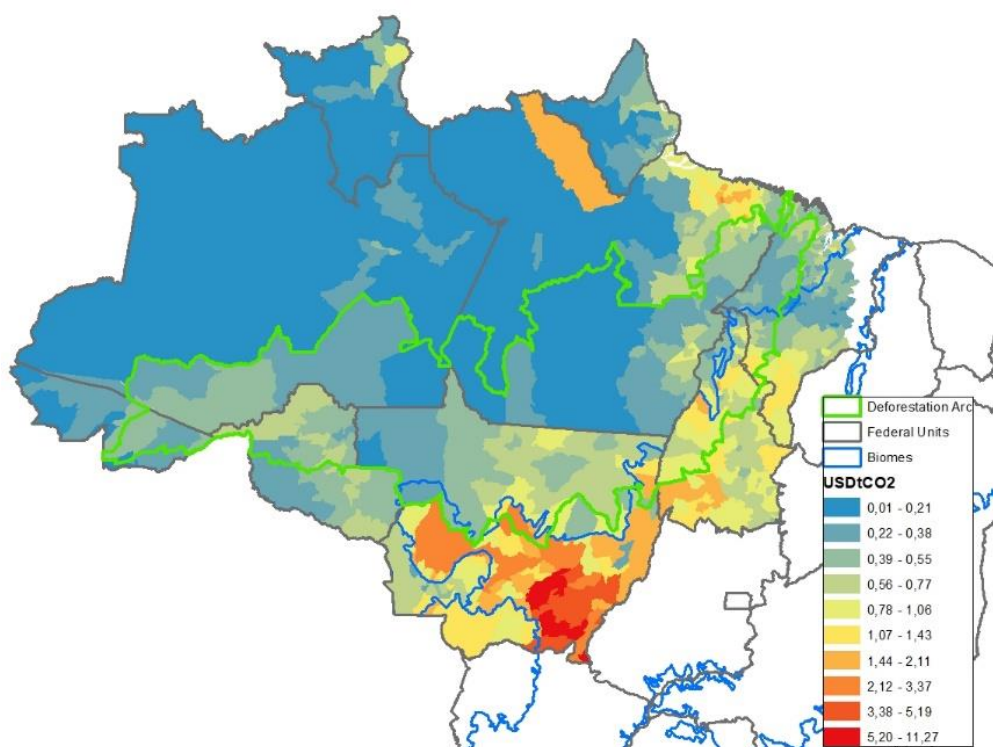 Deforestation Arc
Federal Units
Biomes
USDtCO2
0,01 - 0,21
0,22 - 0,38
0,39 - 0,55
0,56 - 0,77
0,78 - 1,06
1,07 - 1,43
1,44 - 2,11
2,12 - 3,37
3,38 - 5,19
5,20 - 11,27